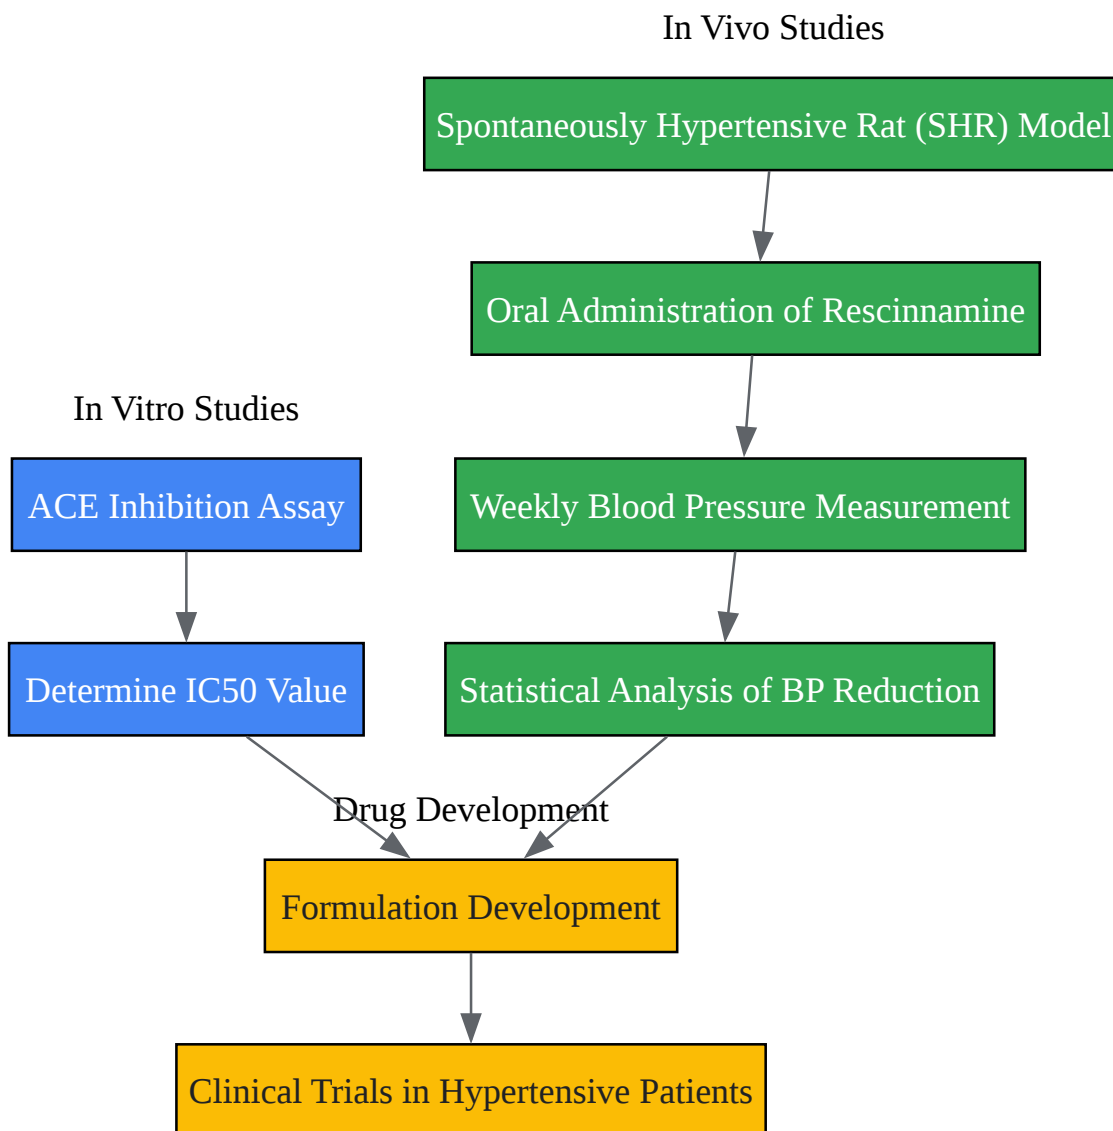 In Vivo Studies
Spontaneously Hypertensive Rat (SHR) Model
Oral Administration of Rescinnamine
In Vitro Studies
ACE Inhibition Assay
Weekly Blood Pressure Measurement
Determine IC50 Value
Statistical Analysis of BP Reduction
Drug Development
Formulation Development
Clinical Trials in Hypertensive Patients